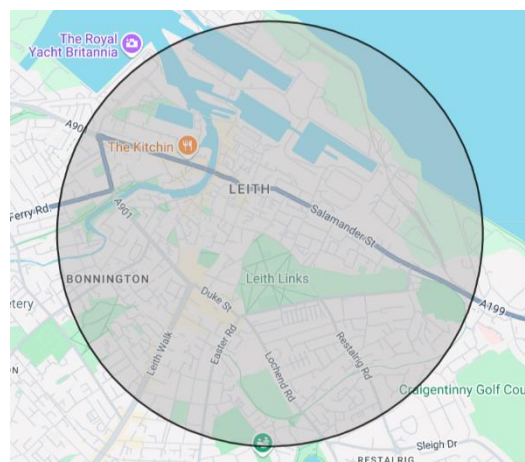 The Royal
Yacht Britannia
A901
The Kitchin
LEITH
Ferry Rd.
A901
Salamander St
BONNINGTON
Leith Links
Duke St
A199
Leith Walk
Easter Rd
Lochend Rd
Restalrig Rd
Craigentinny Golf Cou
Sleigh Dr
RESTALRIG
etery
ON